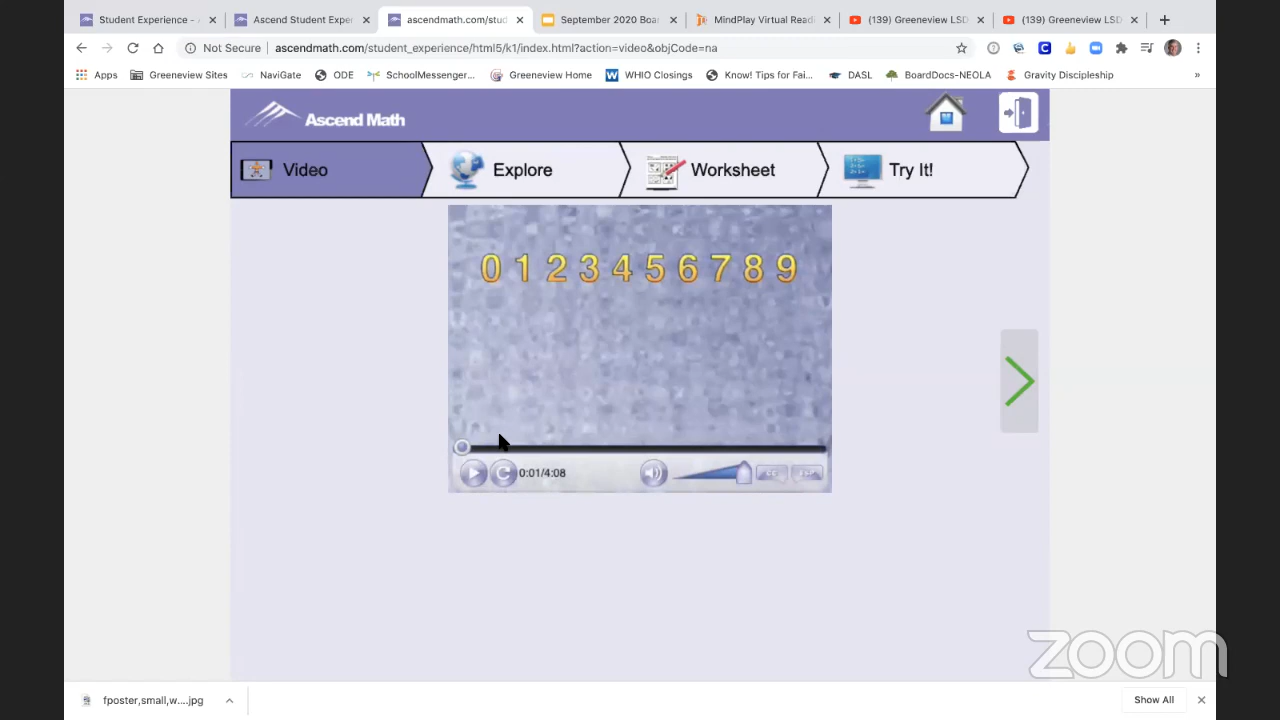 Student Experience -
Ascend Student Exper
ascendmath.com/stud
September 2020 Boar
MindPlay Virtual Readi
(139) Greeneview LSD
(139) Greeneview LSD
Not Secure
ascendmath.com/student_experience/html5/k1/index.html?action=video&objCode=na
Apps
Greeneview Sites
NaviGate
ODE
SchoolMessenger...
Greeneview Home
WHIO Closings
Know! Tips for Fai...
DASL
BoardDocs-NEOLA
Gravity Discipleship
»
Ascend Math
Video
Explore
Worksheet
Try It!
0 1 2 3 4 5 6 7 8 9
0:01/4:08
zoom
fposter,small,w....jpg
Show All